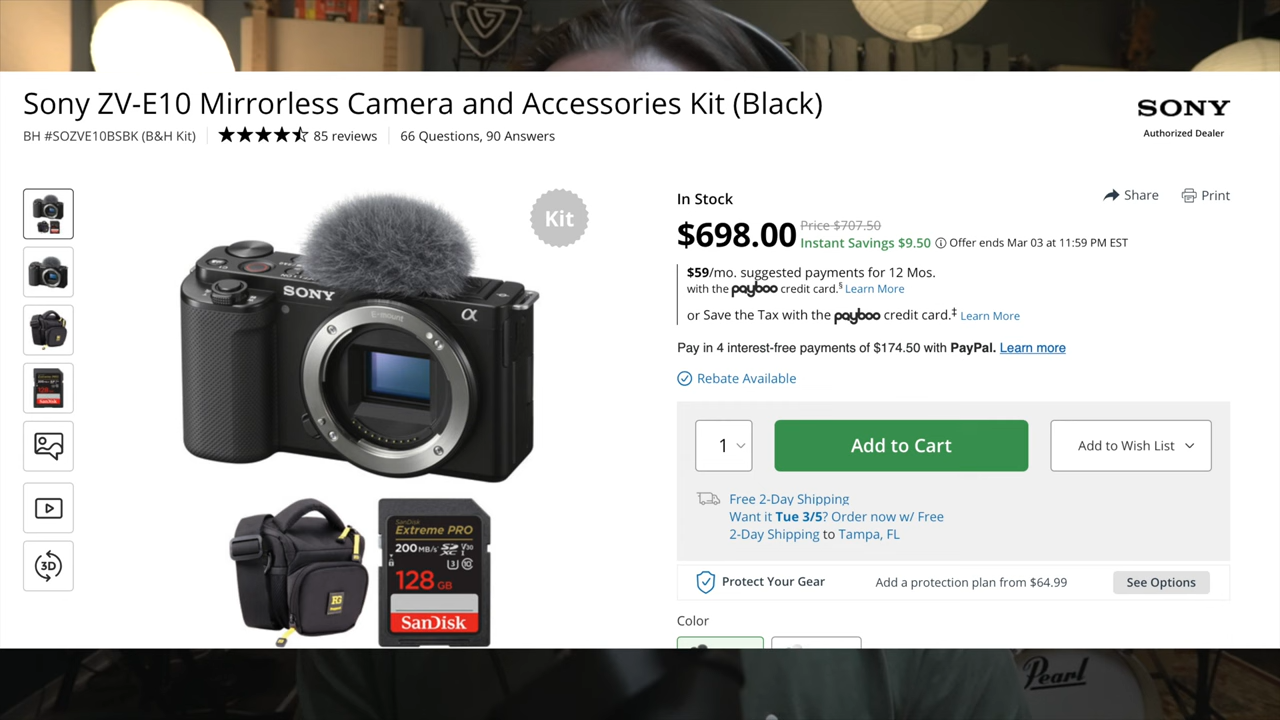 Sony ZV-E10 Mirrorless Camera and Accessories Kit (Black)
BH #SOZVE10BSBK (B&H Kit)
85 reviews
66 Questions, 90 Answers
SONY
Authorized Dealer
Kit
SONY
α
E-mount
In Stock
Share
Print
$698.00
Price $707.50
Instant Savings $9.50
Offer ends Mar 03 at 11:59 PM EST
$59/mo. suggested payments for 12 Mos.
with the payboo credit card.§ Learn More
or Save the Tax with the payboo credit card.‡ Learn More
Pay in 4 interest-free payments of $174.50 with PayPal. Learn more
Rebate Available
1
Add to Cart
Add to Wish List
Free 2-Day Shipping
Want it Tue 3/5? Order now w/ Free
2-Day Shipping to Tampa, FL
Protect Your Gear
Add a protection plan from $64.99
See Options
Color
3D
SanDisk
Extreme PRO
200 MB/s
SDXC
V30
I
U3
128 GB
SanDisk
Pearl